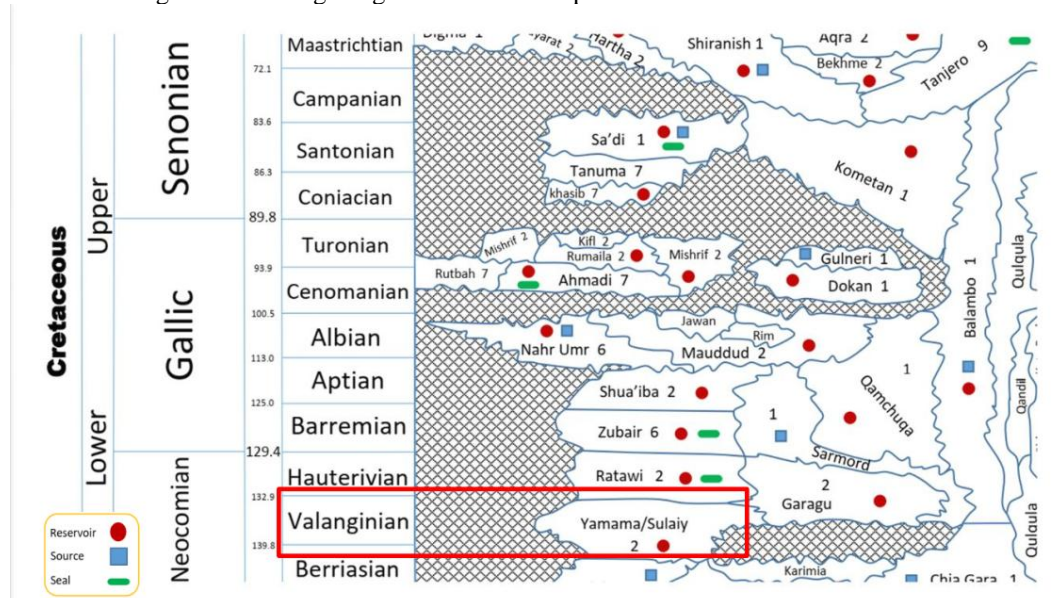 Maastrichtian
Shiranish 1
Aqra 2
Hartha 2
Bekhme 2
Tanjero 9
72.1
Campanian
83.6
Santonian
Sa'di 1
Tanuma 7
86.3
Coniacian
khasib 7
Kometan 1
89.8
Turonian
Mishrif 2
Kifl 2
Rumaila 2
Mishrif 2
Gulneri 1
93.9
Rutbah 7
Ahmadi 7
Cenomanian
Dokan 1
100.5
Albian
Jawan
Rim
Nahr Umr 6
Mauddud 2
113.0
Aptian
Shua'iba 2
1
Qamchuqa
125.0
Barremian
Zubair 6
1
129.4
Sarmord
Hauterivian
Ratawi 2
2
Garagu
132.9
Valanginian
Yamama/Sulaiy
2
139.8
Berriasian
Karimia
Chia Gara 1
Balambo 1
Qulqula
Qandil
Qulqula
Cretaceous
Upper
Lower
Senonian
Gallic
Neocomian
Reservoir
Source
Seal